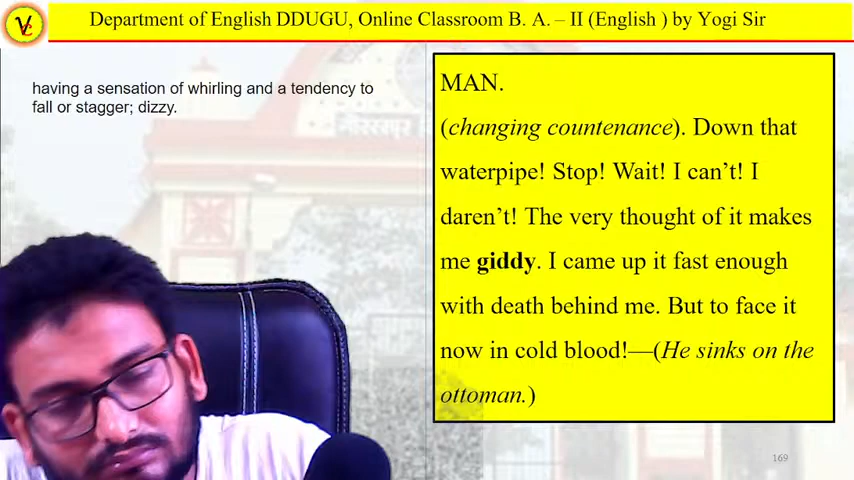 Department of English DDUGU, Online Classroom B. A. – II (English ) by Yogi Sir
having a sensation of whirling and a tendency to
fall or stagger; dizzy.
MAN.
(changing countenance). Down that
waterpipe! Stop! Wait! I can’t! I
daren’t! The very thought of it makes
me giddy. I came up it fast enough
with death behind me. But to face it
now in cold blood!—(He sinks on the
ottoman.)
169